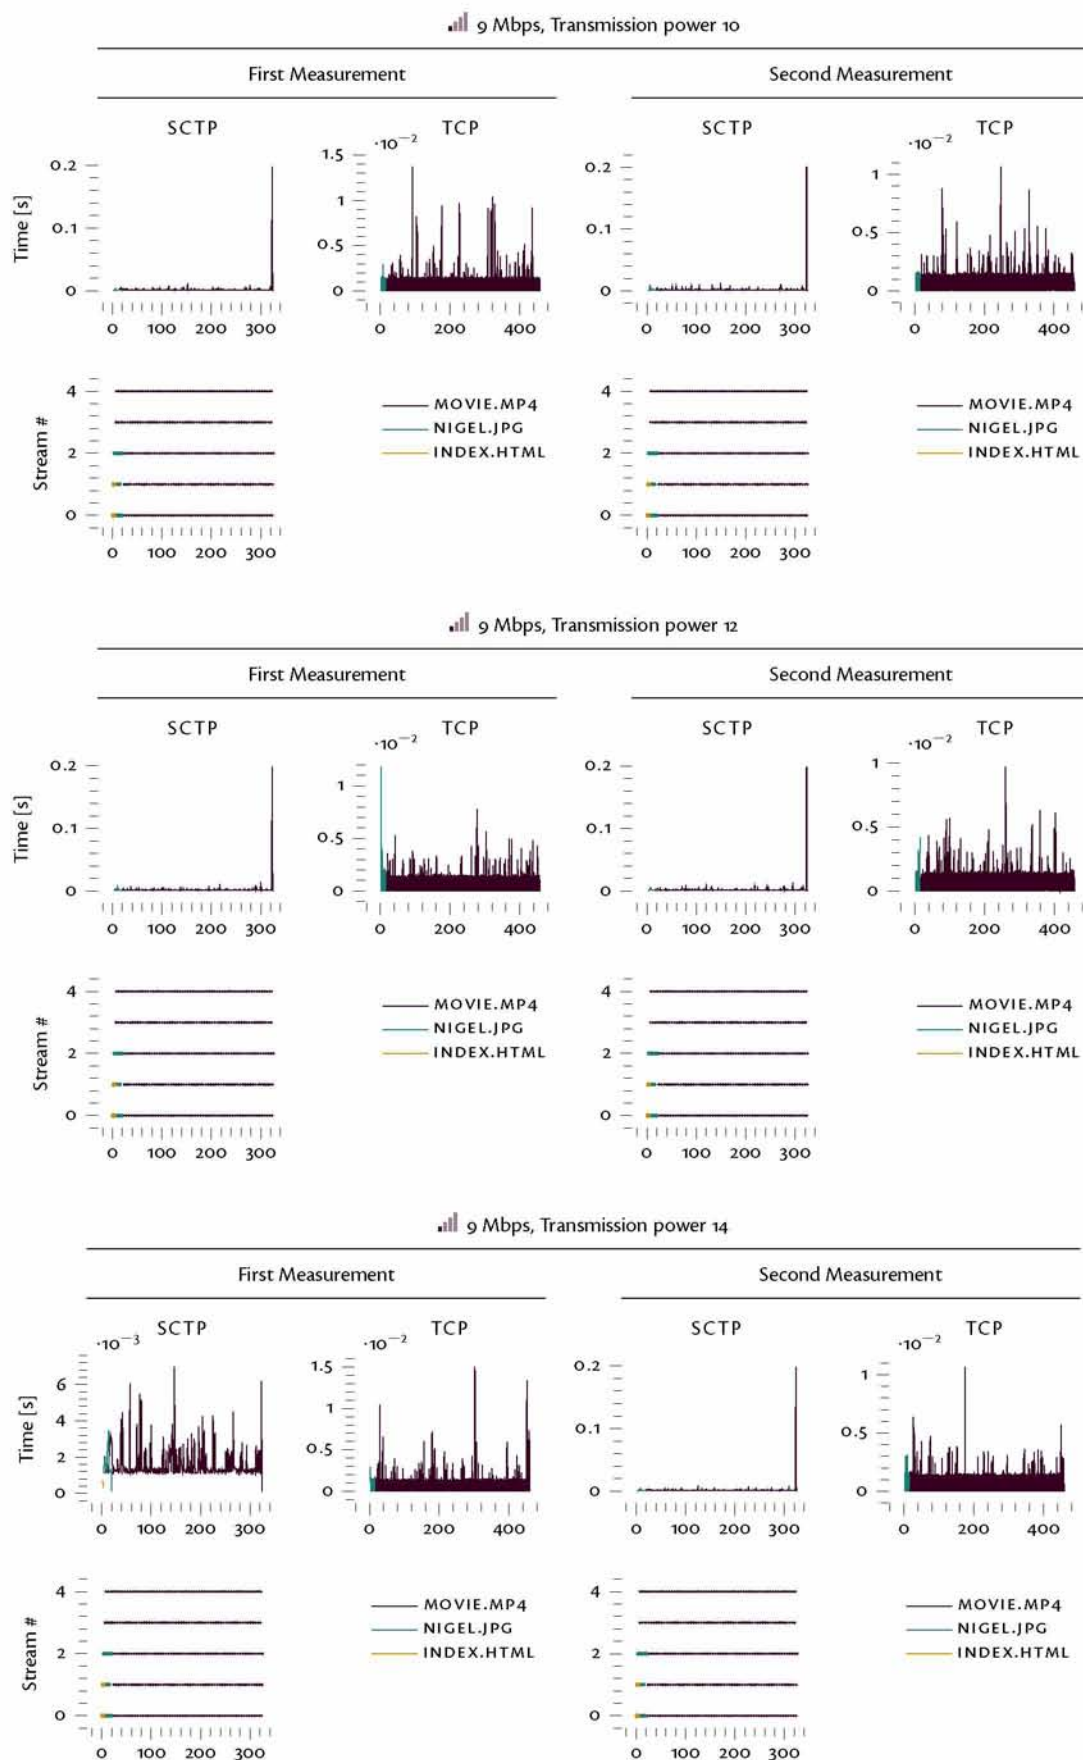 9 Mbps, Transmission power 10
First Measurement Second Measurement
SCTP TCP SCTP TCP
·10⁻² ·10⁻²
Time [s]
0.2 0.1 0
0 100 200 300
1.5 1 0.5 0
0 200 400
0.2 0.1 0
0 100 200 300
1 0.5 0
0 200 400
Stream #
4 2 0
0 100 200 300
MOVIE.MP4
NIGEL.JPG
INDEX.HTML
4 2 0
0 100 200 300
MOVIE.MP4
NIGEL.JPG
INDEX.HTML
9 Mbps, Transmission power 12
First Measurement Second Measurement
SCTP TCP SCTP TCP
·10⁻² ·10⁻²
Time [s]
0.2 0.1 0
0 100 200 300
1 0.5 0
0 200 400
0.2 0.1 0
0 100 200 300
1 0.5 0
0 200 400
Stream #
4 2 0
0 100 200 300
MOVIE.MP4
NIGEL.JPG
INDEX.HTML
4 2 0
0 100 200 300
MOVIE.MP4
NIGEL.JPG
INDEX.HTML
9 Mbps, Transmission power 14
First Measurement Second Measurement
SCTP TCP SCTP TCP
·10⁻³ ·10⁻² ·10⁻²
Time [s]
6 4 2 0
0 100 200 300
1.5 1 0.5 0
0 200 400
0.2 0.1 0
0 100 200 300
1 0.5 0
0 200 400
Stream #
4 2 0
0 100 200 300
MOVIE.MP4
NIGEL.JPG
INDEX.HTML
4 2 0
0 100 200 300
MOVIE.MP4
NIGEL.JPG
INDEX.HTML